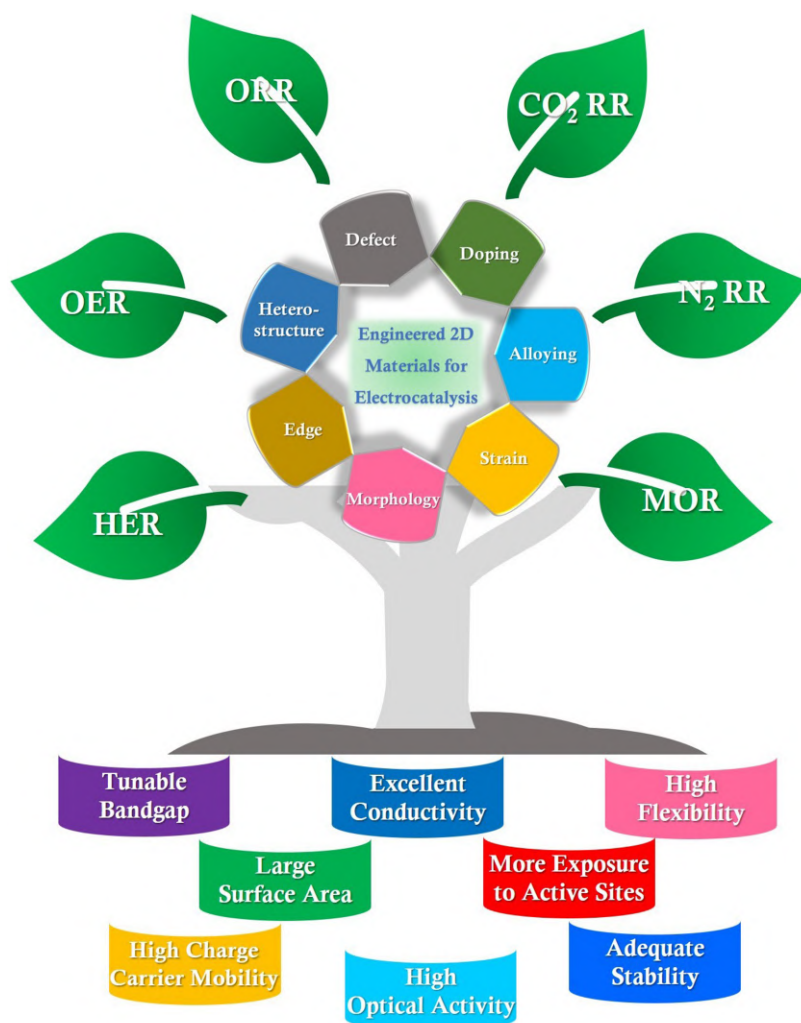 ORR
CO₂ RR
OER
N₂ RR
HER
MOR
Defect
Doping
Hetero-
structure
Alloying
Edge
Strain
Morphology
Engineered 2D
Materials for
Electrocatalysis
Tunable
Bandgap
Excellent
Conductivity
High
Flexibility
Large
Surface Area
More Exposure
to Active Sites
High Charge
Carrier Mobility
High
Optical Activity
Adequate
Stability